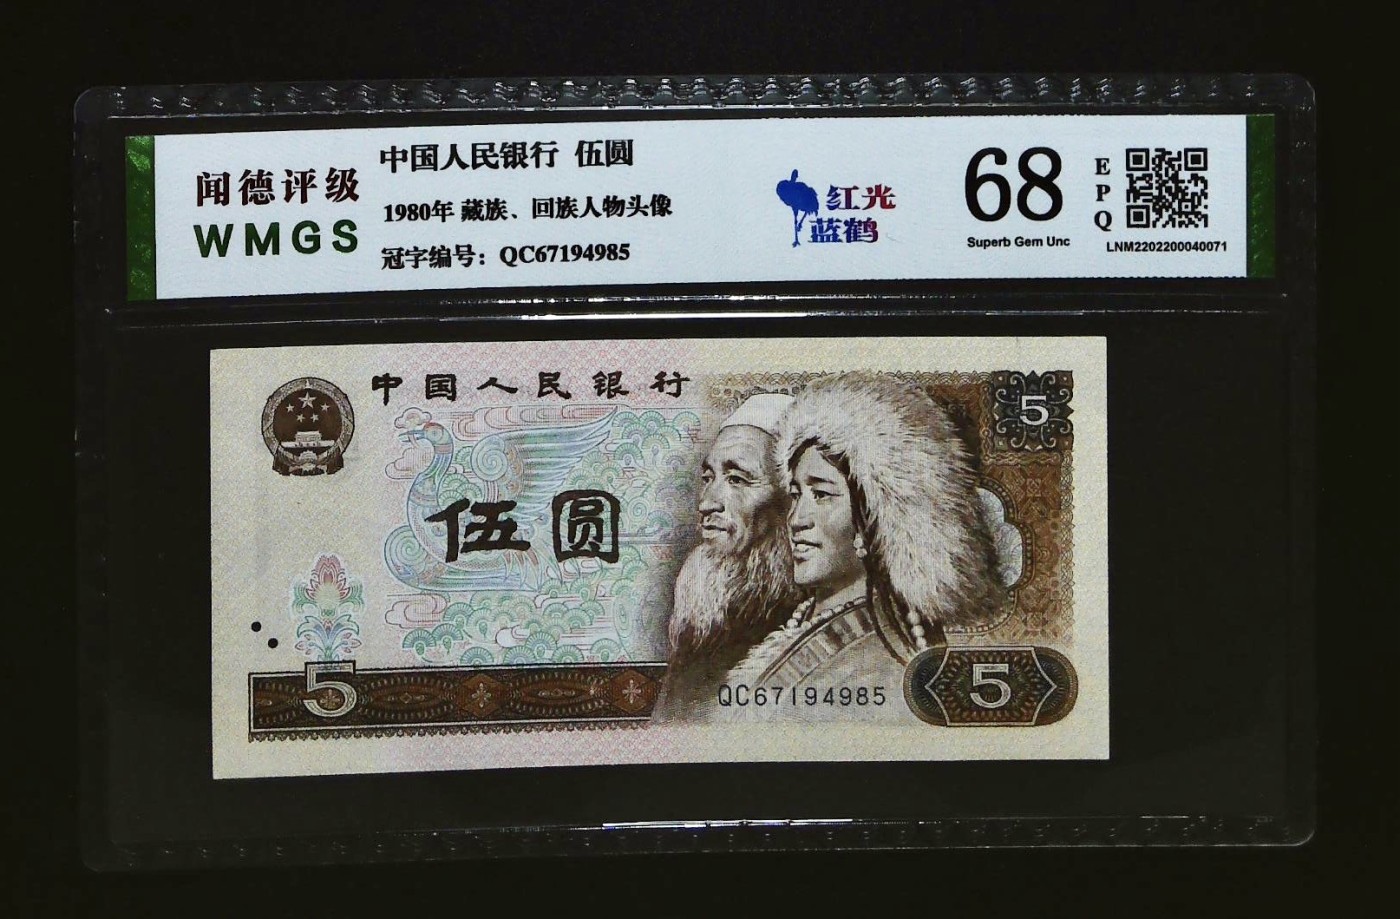 闻德评级
WMGS
中国人民银行 伍圆
1980年 藏族、回族人物头像
冠字编号：QC67194985
红光
蓝鹤
68
Superb Gem Unc
E
P
Q
LNM2202200040071
中国人民银行
5
伍圆
5
QC67194985
5